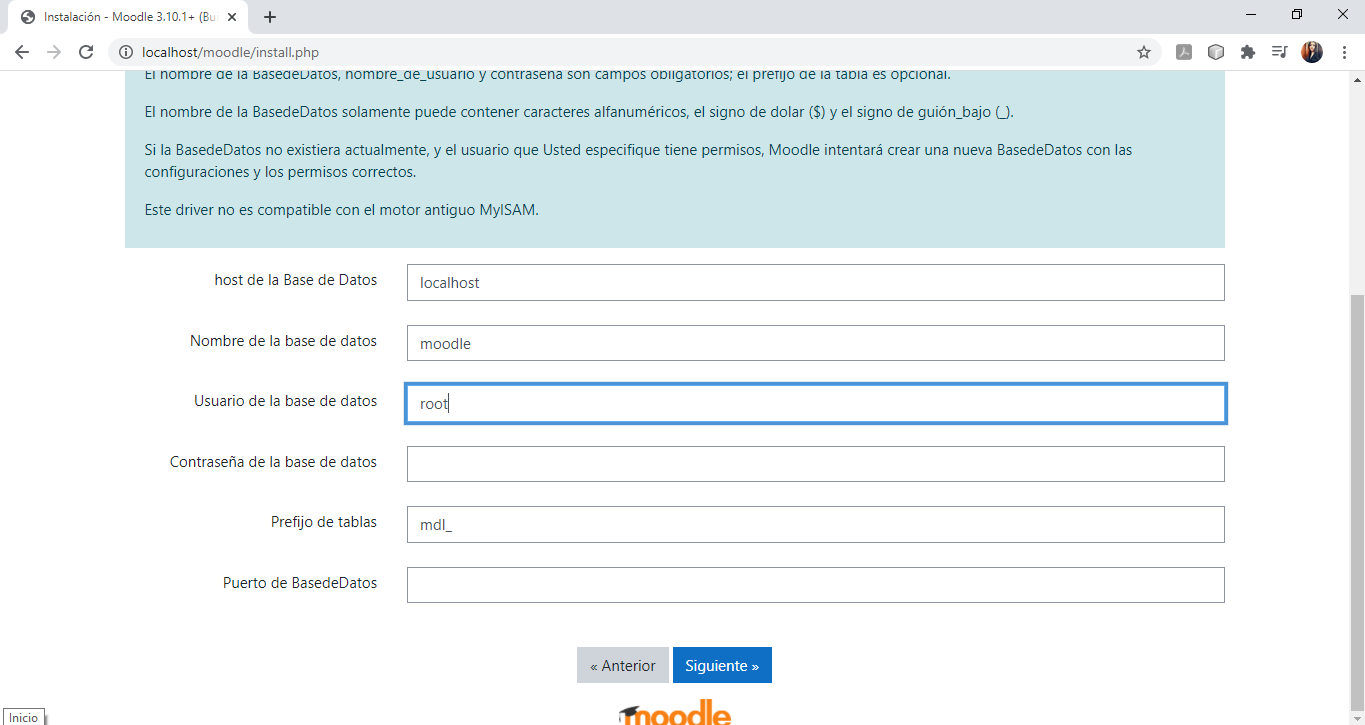 Instalación - Moodle 3.10.1+ (Bu
localhost/moodle/install.php
El nombre de la BasedeDatos, nombre_de_usuario y contraseña son campos obligatorios; el prefijo de la tabla es opcional.
El nombre de la BasedeDatos solamente puede contener caracteres alfanuméricos, el signo de dolar ($) y el signo de guión_bajo (_).
Si la BasedeDatos no existiera actualmente, y el usuario que Usted especifique tiene permisos, Moodle intentará crear una nueva BasedeDatos con las
configuraciones y los permisos correctos.
Este driver no es compatible con el motor antiguo MyISAM.
host de la Base de Datos
localhost
Nombre de la base de datos
moodle
Usuario de la base de datos
root
Contraseña de la base de datos
Prefijo de tablas
mdl_
Puerto de BasedeDatos
« Anterior
Siguiente »
moodle
Inicio